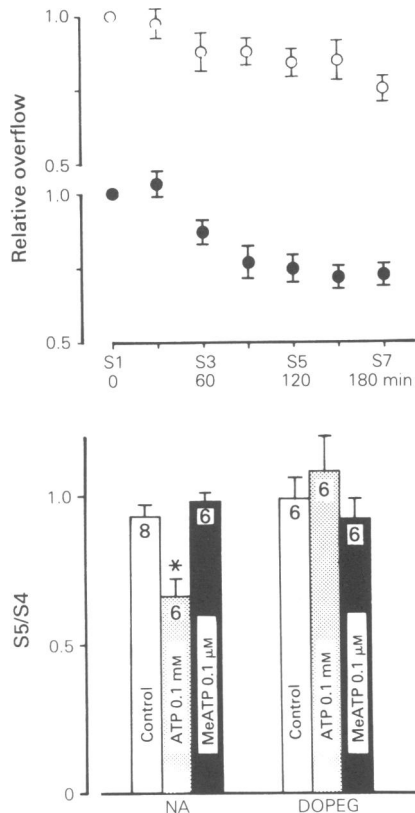 1.0
0.5
1.0
0.5
Relative overflow
S1 S3 S5 S7
0 60 120 180 min
1.0
0.5
0
S5/S4
8
*
6
6
6
6
6
Control
ATP 0.1 mM
MeATP 0.1 μM
Control
ATP 0.1 mM
MeATP 0.1 μM
NA DOPEG